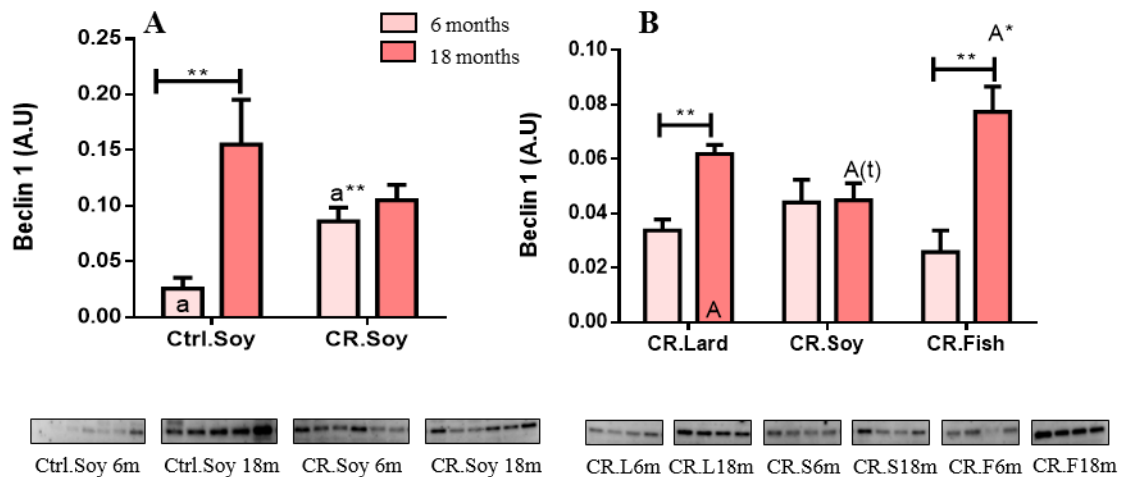 A
6 months
18 months
Beclin 1 (A.U)
0.25
0.20
0.15
0.10
0.05
0.00
**
a
a**
Ctrl.Soy
CR.Soy
B
Beclin 1 (A.U)
0.10
0.08
0.06
0.04
0.02
0.00
**
A
A(t)
**
A*
CR.Lard
CR.Soy
CR.Fish
Ctrl.Soy 6m
Ctrl.Soy 18m
CR.Soy 6m
CR.Soy 18m
CR.L6m
CR.L18m
CR.S6m
CR.S18m
CR.F6m
CR.F18m